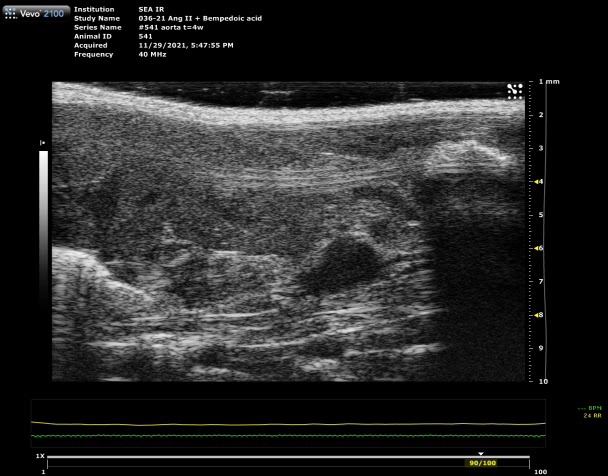 Vevo 2100
Institution SEA IR
Study Name 036-21 Ang II + Bempedoic acid
Series Name #541 aorta t=4w
Animal ID 541
Acquired 11/29/2021, 5:47:55 PM
Frequency 40 MHz
1 mm
2
3
4
5
6
7
8
9
10
--- BPM
24 RR
1X
90/100
1
100